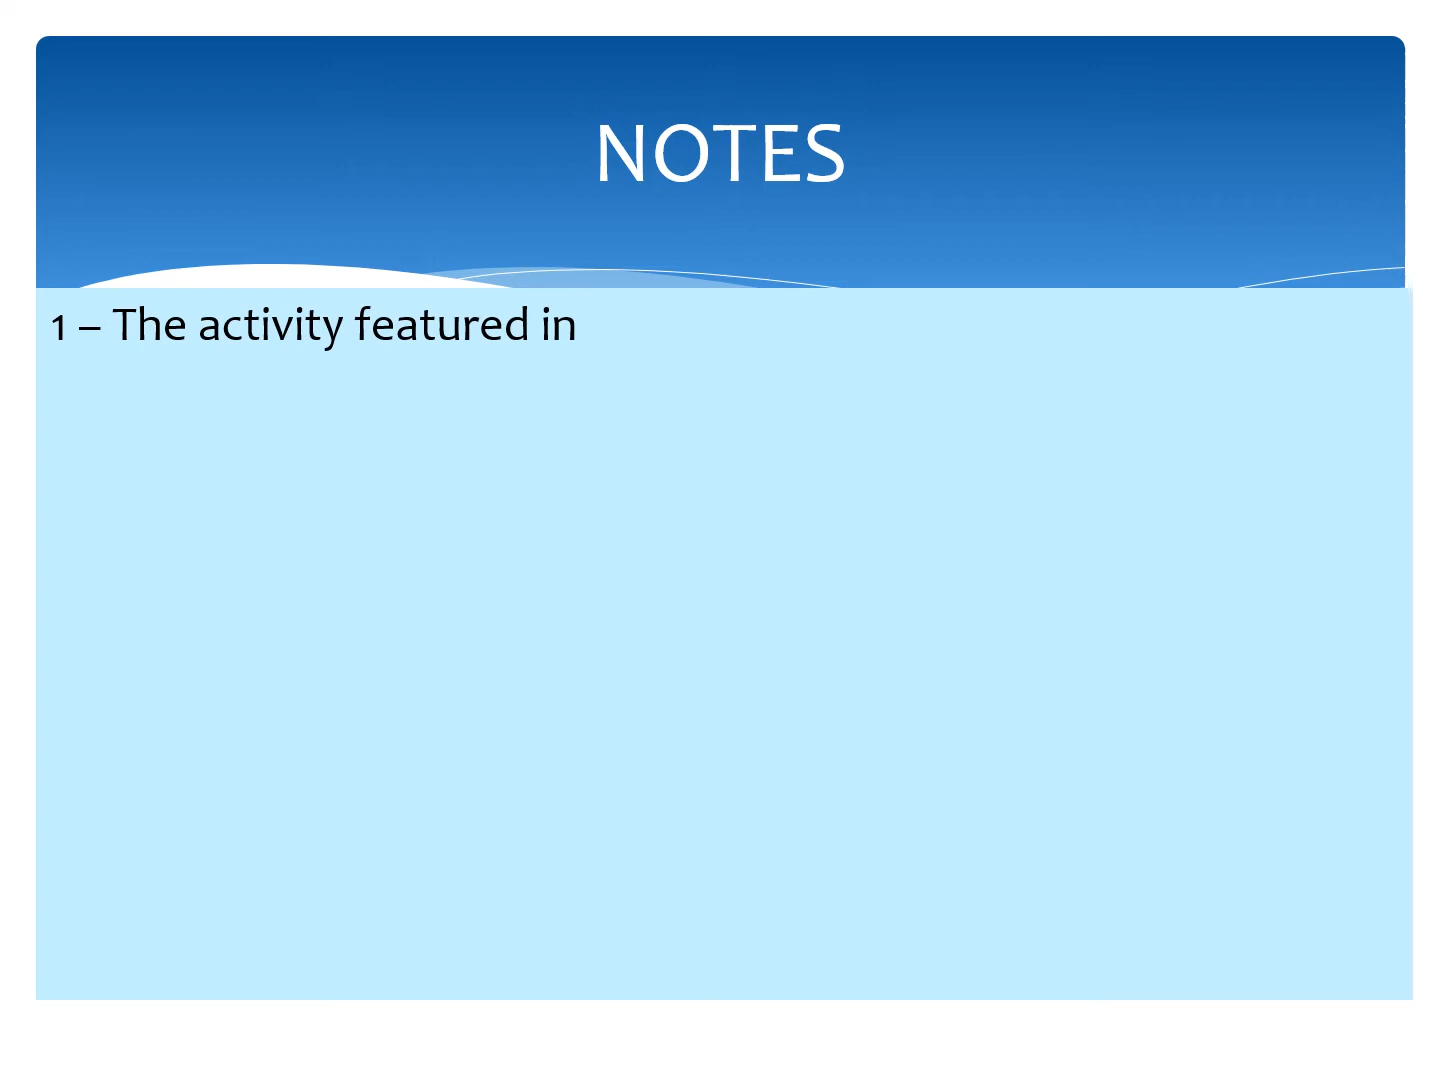 NOTES
1 – The activity featured in